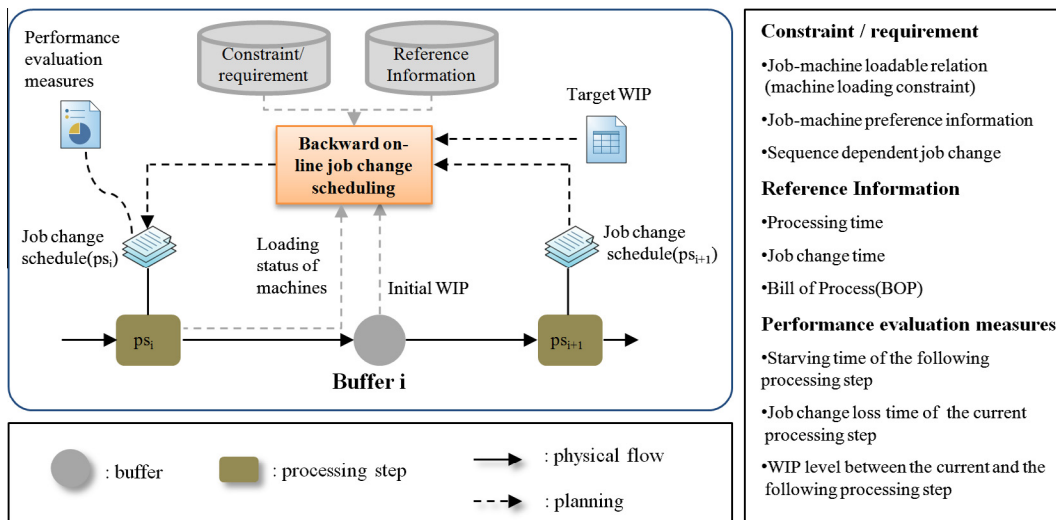 Performance
evaluation
measures
Constraint/
requirement
Reference
Information
Target WIP
Backward on-
line job change
scheduling
Job change
schedule(psi)
Loading
status of
machines
Initial WIP
Job change
schedule(psi+1)
psi
psi+1
Buffer i
: buffer
: processing step
: physical flow
: planning
Constraint / requirement
•Job-machine loadable relation
(machine loading constraint)
•Job-machine preference information
•Sequence dependent job change
Reference Information
•Processing time
•Job change time
•Bill of Process(BOP)
Performance evaluation measures
•Starving time of the following
processing step
•Job change loss time of the current
processing step
•WIP level between the current and the
following processing step